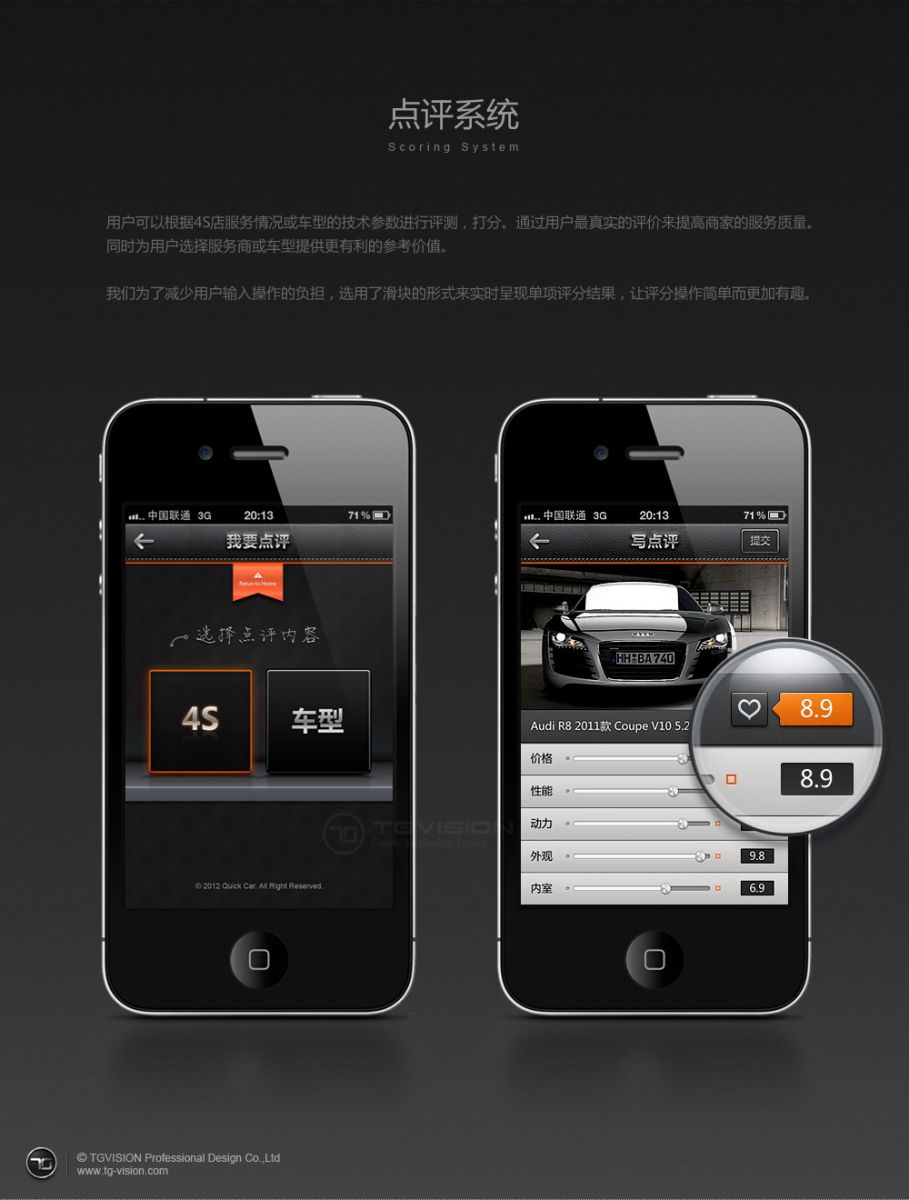 点评系统
Scoring System
用户可以根据4S店服务情况或车型的技术参数进行评测，打分。通过用户最真实的评价来提高商家的服务质量。
同时为用户选择服务商或车型提供更有利的参考价值。
我们为了减少用户输入操作的负担，选用了滑块的形式来实时呈现单项评分结果，让评分操作简单而更加有趣。
中国联通 3G 20:13 71%
我要点评
Retun to Home
选择点评内容
4S
车型
TGVISION
Create·Inspiration·Future
© 2012 Quick Car. All Right Reserved.
中国联通 3G 20:13 71%
写点评
提交
HH BA 740
Audi R8 2011款 Coupe V10 5.2
8.9
价格
8.9
性能
动力
外观 9.8
内室 6.9
© TGVISION Professional Design Co.,Ltd
www.tg-vision.com